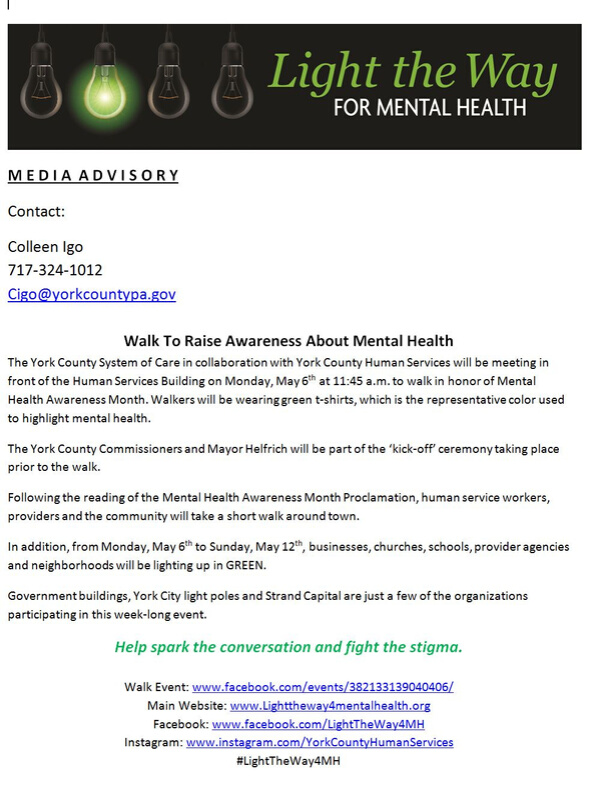 Light the Way
FOR MENTAL HEALTH
MEDIA ADVISORY
Contact:
Colleen Igo
717-324-1012
Cigo@yorkcountypa.gov
Walk To Raise Awareness About Mental Health
The York County System of Care in collaboration with York County Human Services will be meeting in
front of the Human Services Building on Monday, May 6th at 11:45 a.m. to walk in honor of Mental
Health Awareness Month. Walkers will be wearing green t-shirts, which is the representative color used
to highlight mental health.
The York County Commissioners and Mayor Helfrich will be part of the ‘kick-off’ ceremony taking place
prior to the walk.
Following the reading of the Mental Health Awareness Month Proclamation, human service workers,
providers and the community will take a short walk around town.
In addition, from Monday, May 6th to Sunday, May 12th, businesses, churches, schools, provider agencies
and neighborhoods will be lighting up in GREEN.
Government buildings, York City light poles and Strand Capital are just a few of the organizations
participating in this week-long event.
Help spark the conversation and fight the stigma.
Walk Event: www.facebook.com/events/382133139040406/
Main Website: www.Lighttheway4mentalhealth.org
Facebook: www.facebook.com/LightTheWay4MH
Instagram: www.instagram.com/YorkCountyHumanServices
#LightTheWay4MH